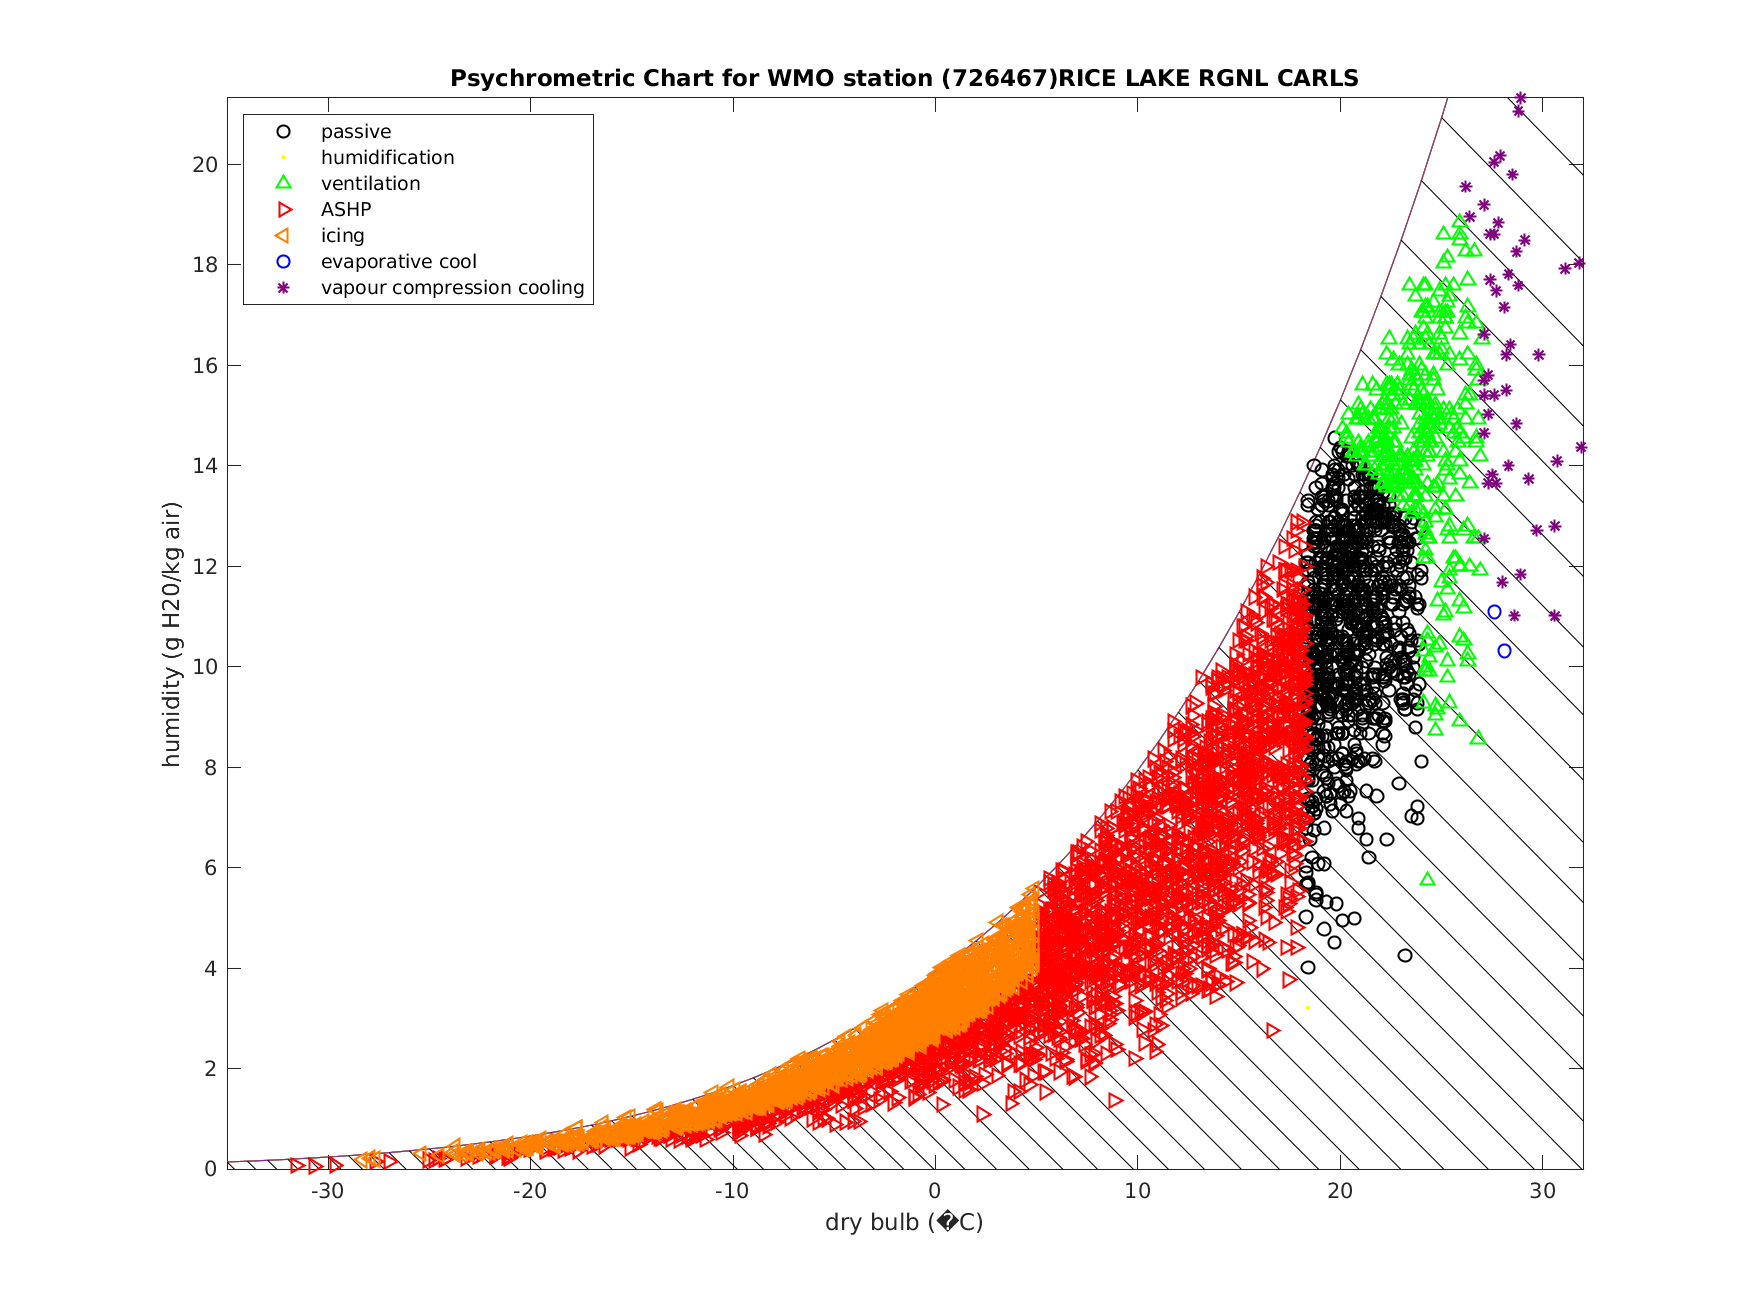 Psychrometric Chart for WMO station (726467)RICE LAKE RGNL CARLS
passive
humidification
ventilation
ASHP
icing
evaporative cool
vapour compression cooling
humidity (g H20/kg air)
20
18
16
14
12
10
8
6
4
2
0
-30
-20
-10
0
10
20
30
dry bulb (�C)